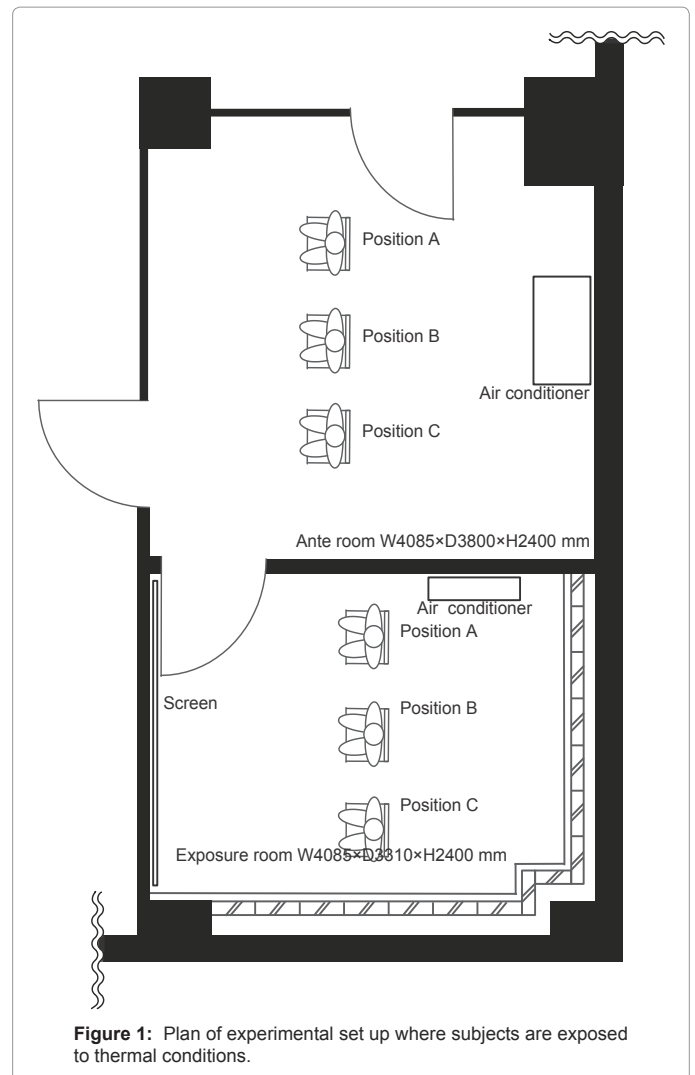 Position A
Position B
Air conditioner
Position C
Ante room W4085×D3800×H2400 mm
Air conditioner
Position A
Screen
Position B
Position C
Exposure room W4085×D3310×H2400 mm
Figure 1: Plan of experimental set up where subjects are exposed
to thermal conditions.